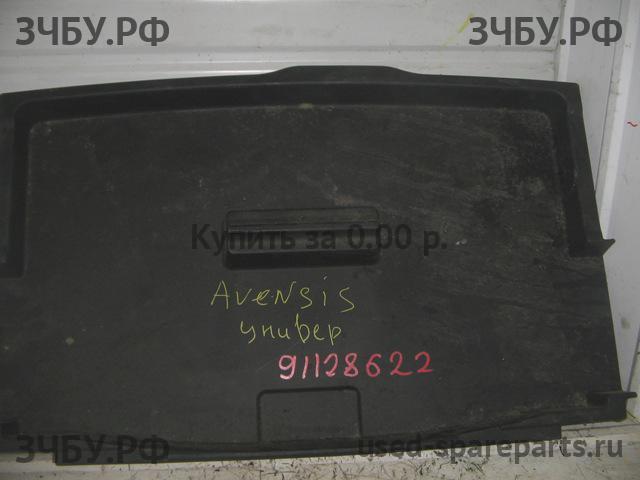 ЗЧБУ.РФ ЗЧБУ.РФ
Купить за 0.00 р.
Avensis
универ
91128622
ЗЧБУ.РФ used-spareparts.ru